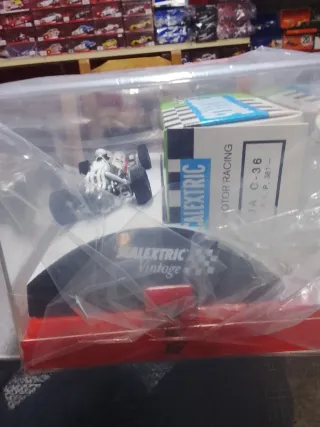 SCALEXTRIC
MOTOR RACING
C-36
SCALEXTRIC
Vintage